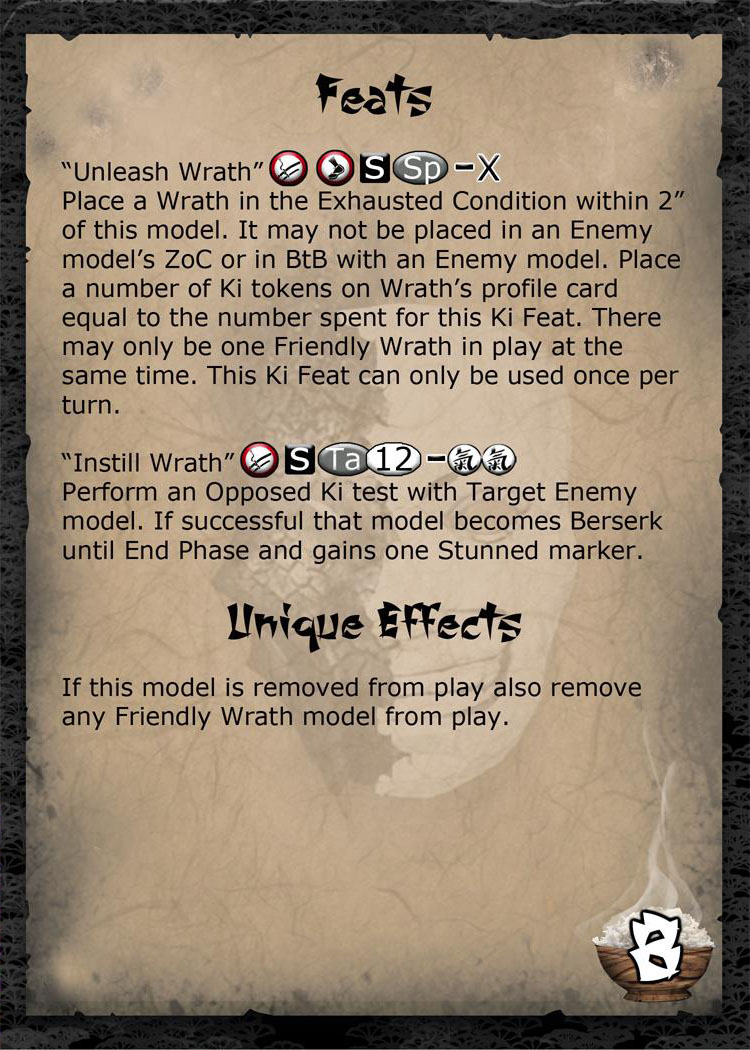 Feats
“Unleash Wrath” S Sp -X
Place a Wrath in the Exhausted Condition within 2”
of this model. It may not be placed in an Enemy
model’s ZoC or in BtB with an Enemy model. Place
a number of Ki tokens on Wrath’s profile card
equal to the number spent for this Ki Feat. There
may only be one Friendly Wrath in play at the
same time. This Ki Feat can only be used once per
turn.
“Instill Wrath” S Ta 12 -氣氣
Perform an Opposed Ki test with Target Enemy
model. If successful that model becomes Berserk
until End Phase and gains one Stunned marker.
Unique Effects
If this model is removed from play also remove
any Friendly Wrath model from play.
8